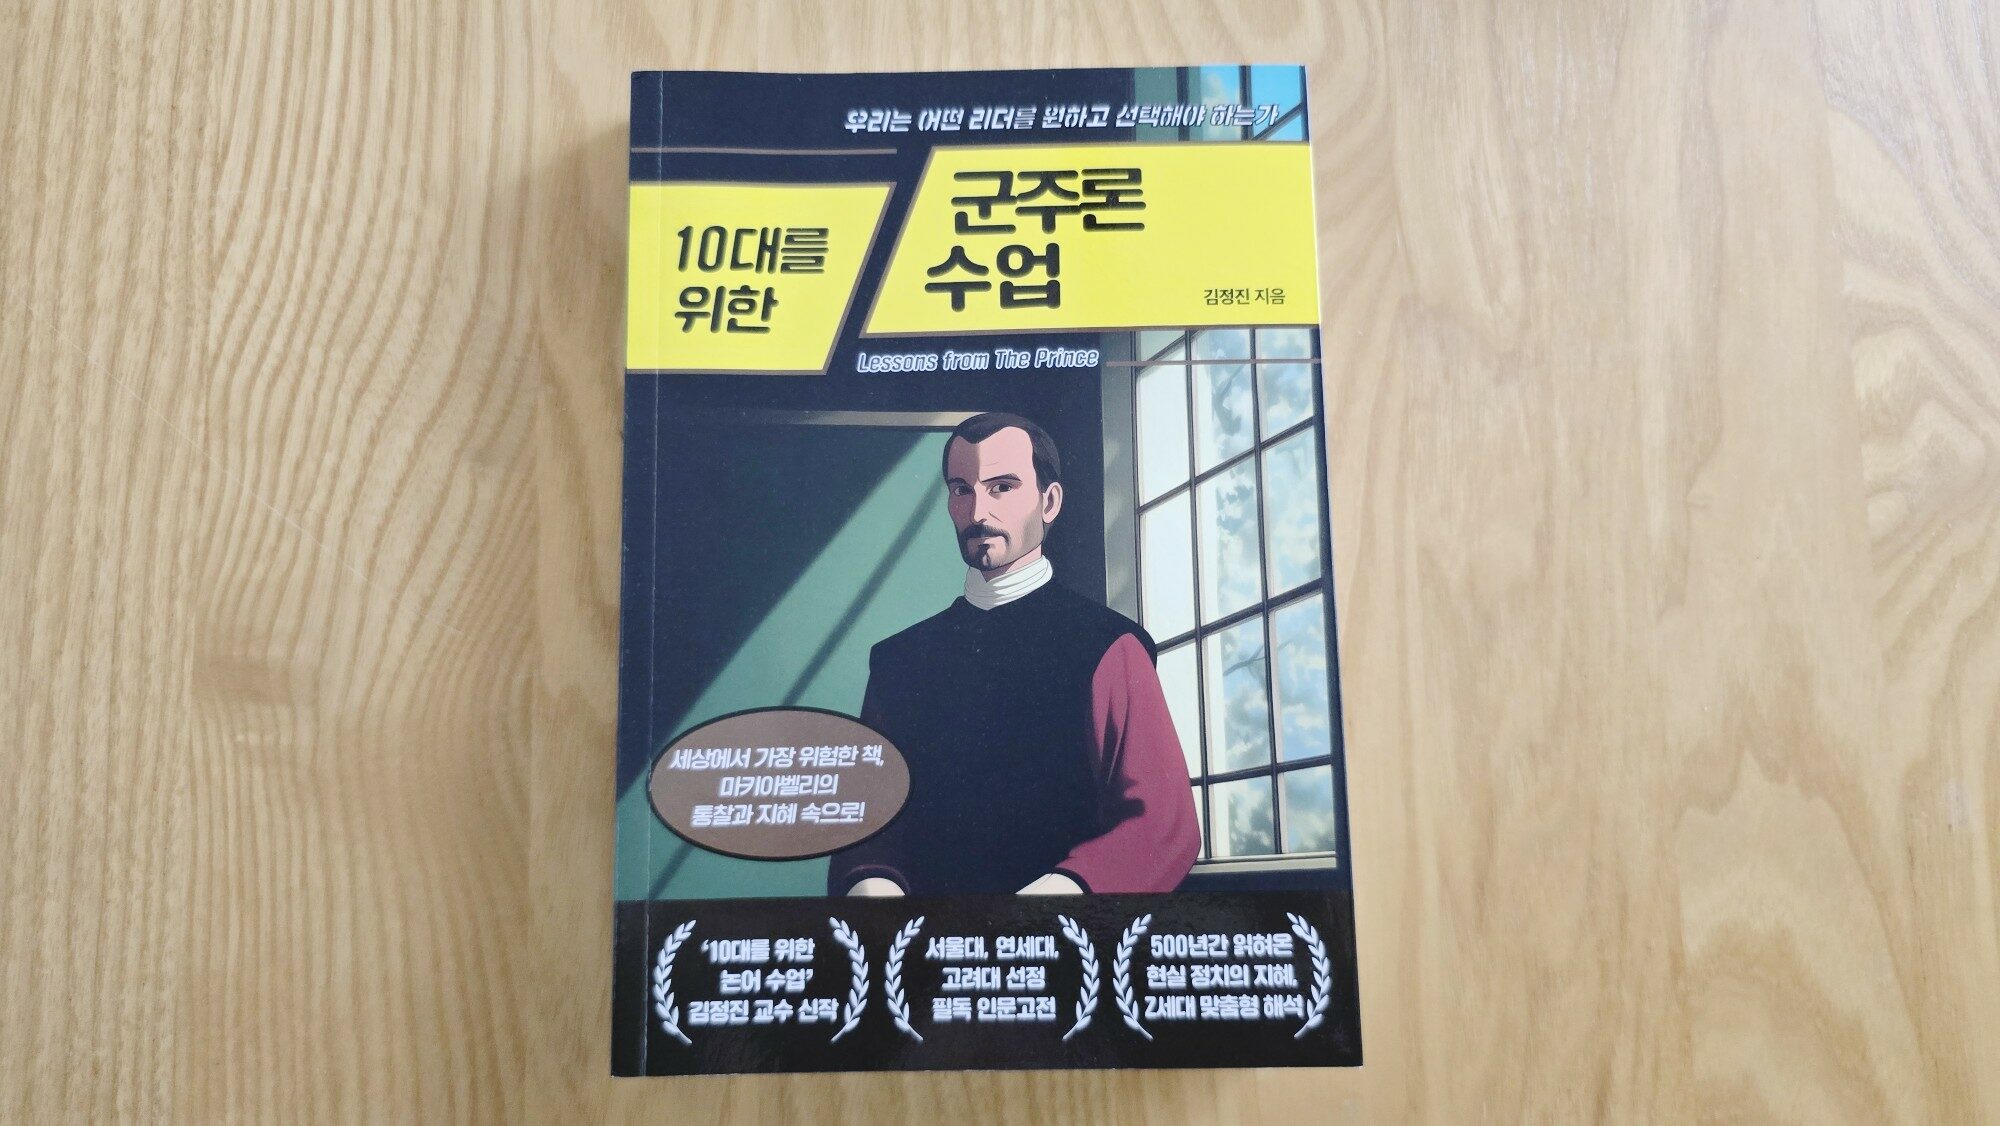 우리는 어떤 리더를 원하고 선택해야 하는가
10대를
위한
군주론
수업
김정진 지음
Lessons from The Prince
세상에서 가장 위험한 책,
마키아벨리의
통찰과 지혜 속으로!
'10대를 위한
논어 수업'
김정진 교수 신작
서울대, 연세대,
고려대 선정
필독 인문고전
500년간 읽혀온
현실 정치의 지혜,
Z세대 맞춤형 해석